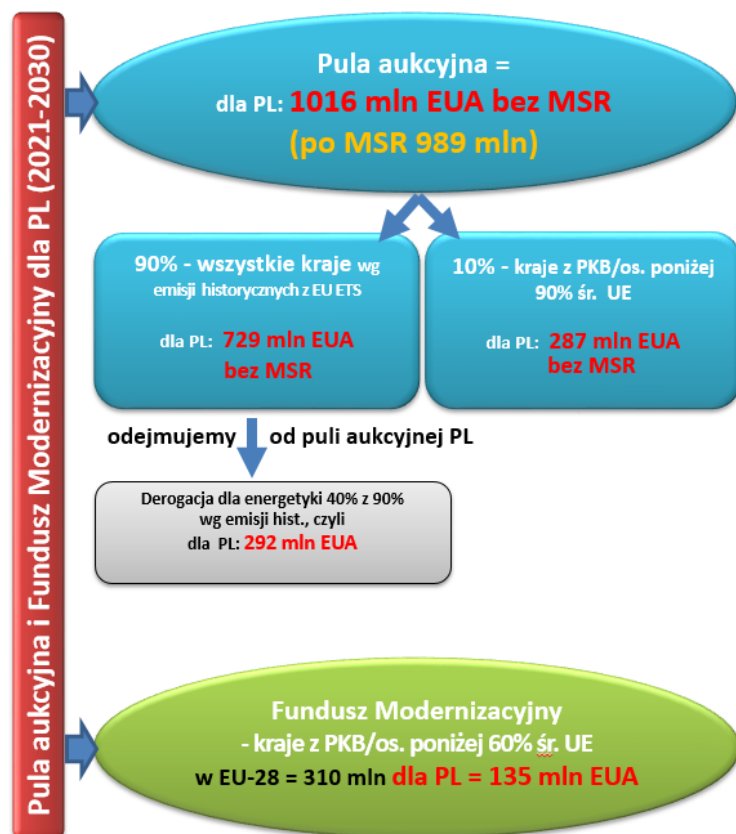 Pula aukcyjna i Fundusz Modernizacyjny dla PL (2021-2030)
Pula aukcyjna =
dla PL: 1016 mln EUA bez MSR
(po MSR 989 mln)
90% - wszystkie kraje wg
emisji historycznych z EU ETS
dla PL: 729 mln EUA
bez MSR
10% - kraje z PKB/os. poniżej
90% śr. UE
dla PL: 287 mln EUA
bez MSR
odejmujemy od puli aukcyjnej PL
Derogacja dla energetyki 40% z 90%
wg emisji hist., czyli
dla PL: 292 mln EUA
Fundusz Modernizacyjny
- kraje z PKB/os. poniżej 60% śr. UE
w EU-28 = 310 mln dla PL = 135 mln EUA